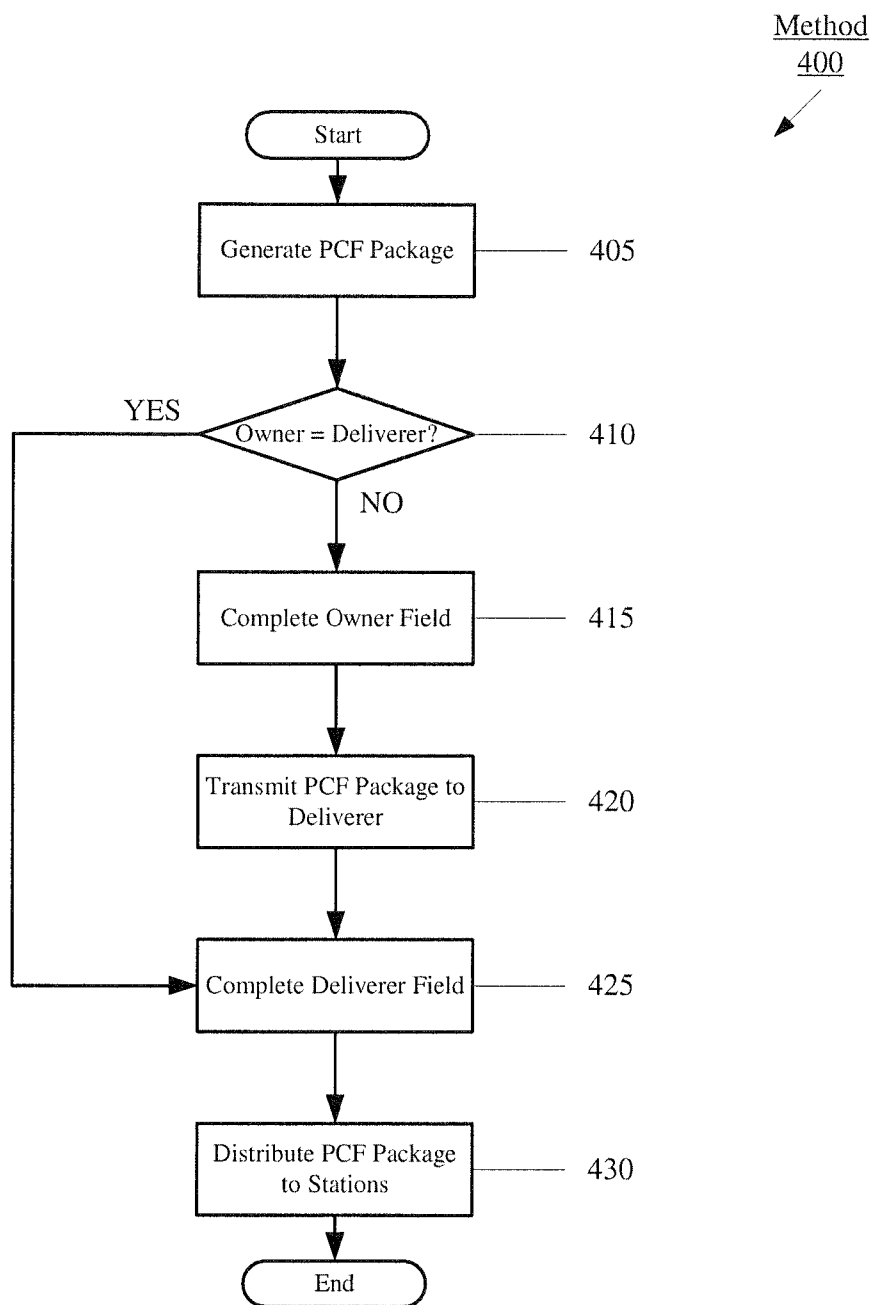 Method
400
Start
Generate PCF Package
405
YES
Owner = Deliverer?
410
NO
Complete Owner Field
415
Transmit PCF Package to
Deliverer
420
Complete Deliverer Field
425
Distribute PCF Package
to Stations
430
End